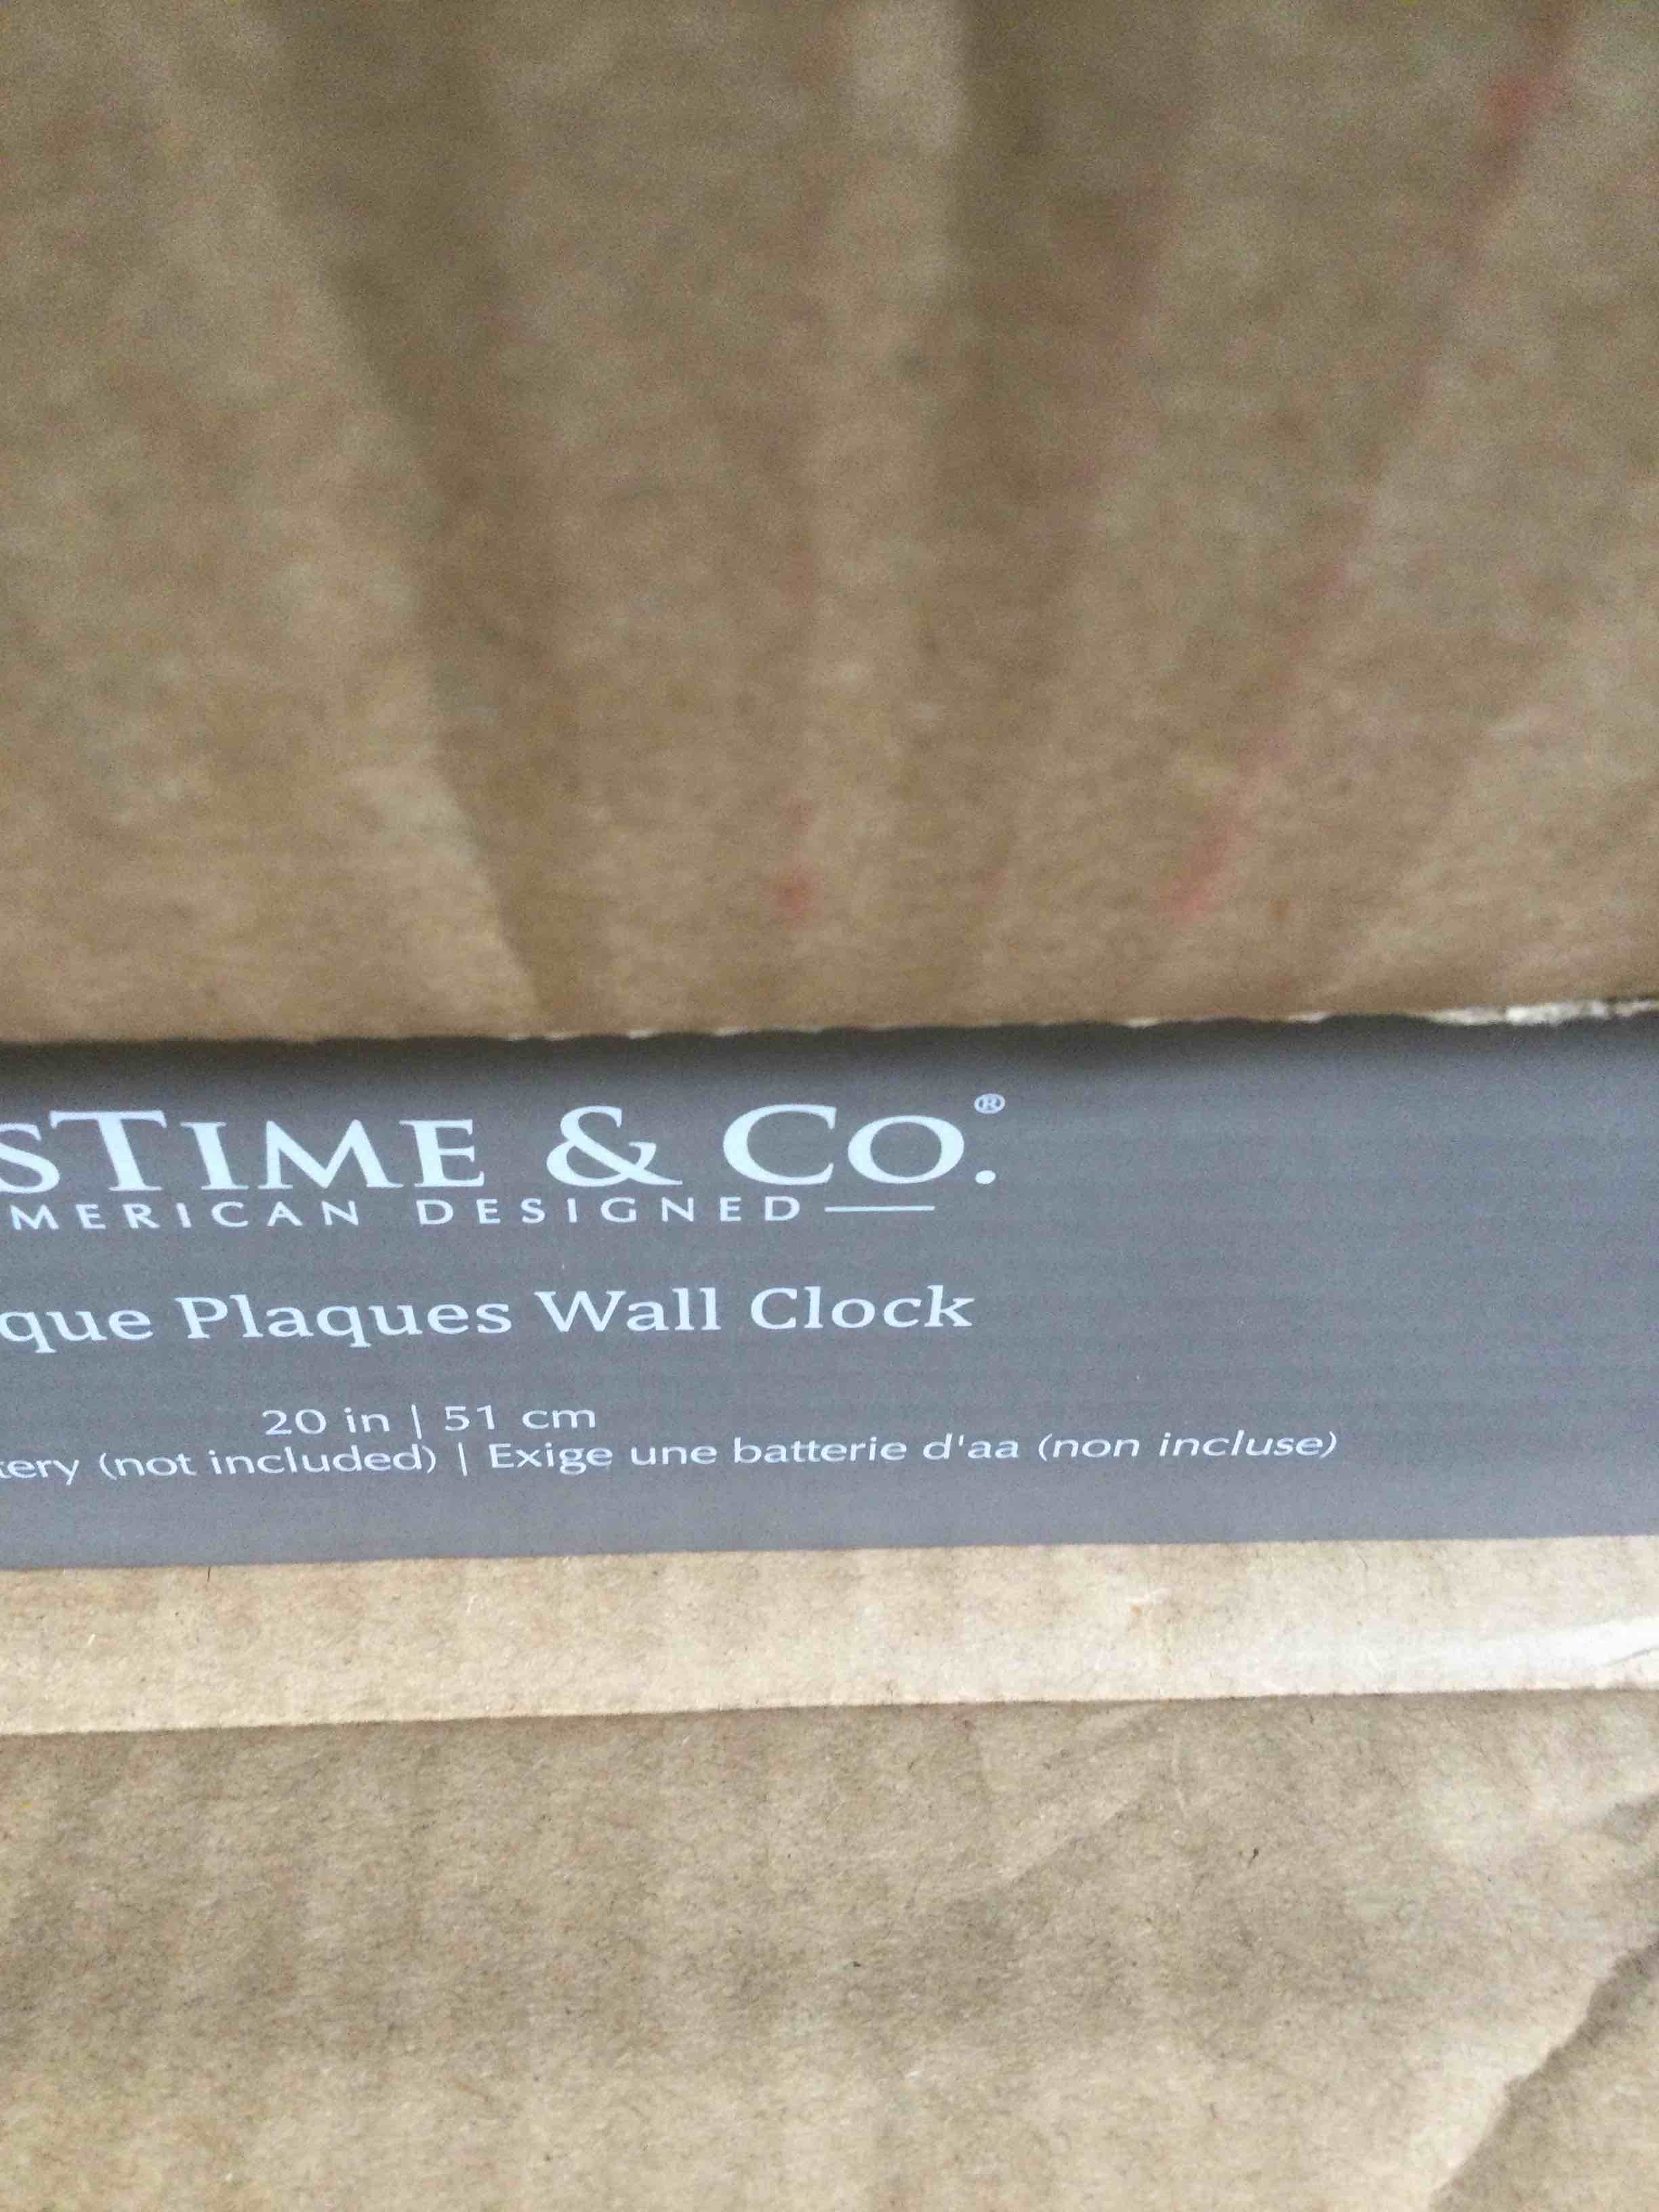 sTIME & CO.®
MERICAN DESIGNED
que Plaques Wall Clock
20 in | 51 cm
tery (not included) | Exige une batterie d'aa (non incluse)